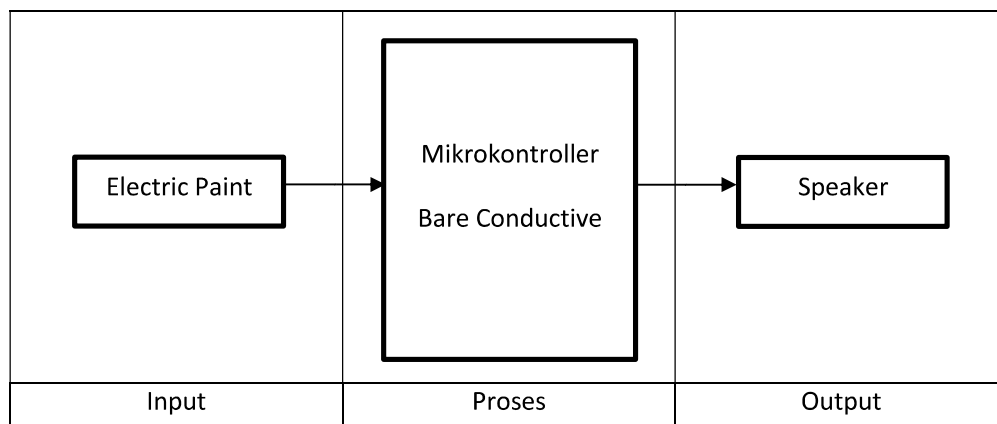 Electric Paint
Mikrokontroller
Bare Conductive
Speaker
Input
Proses
Output